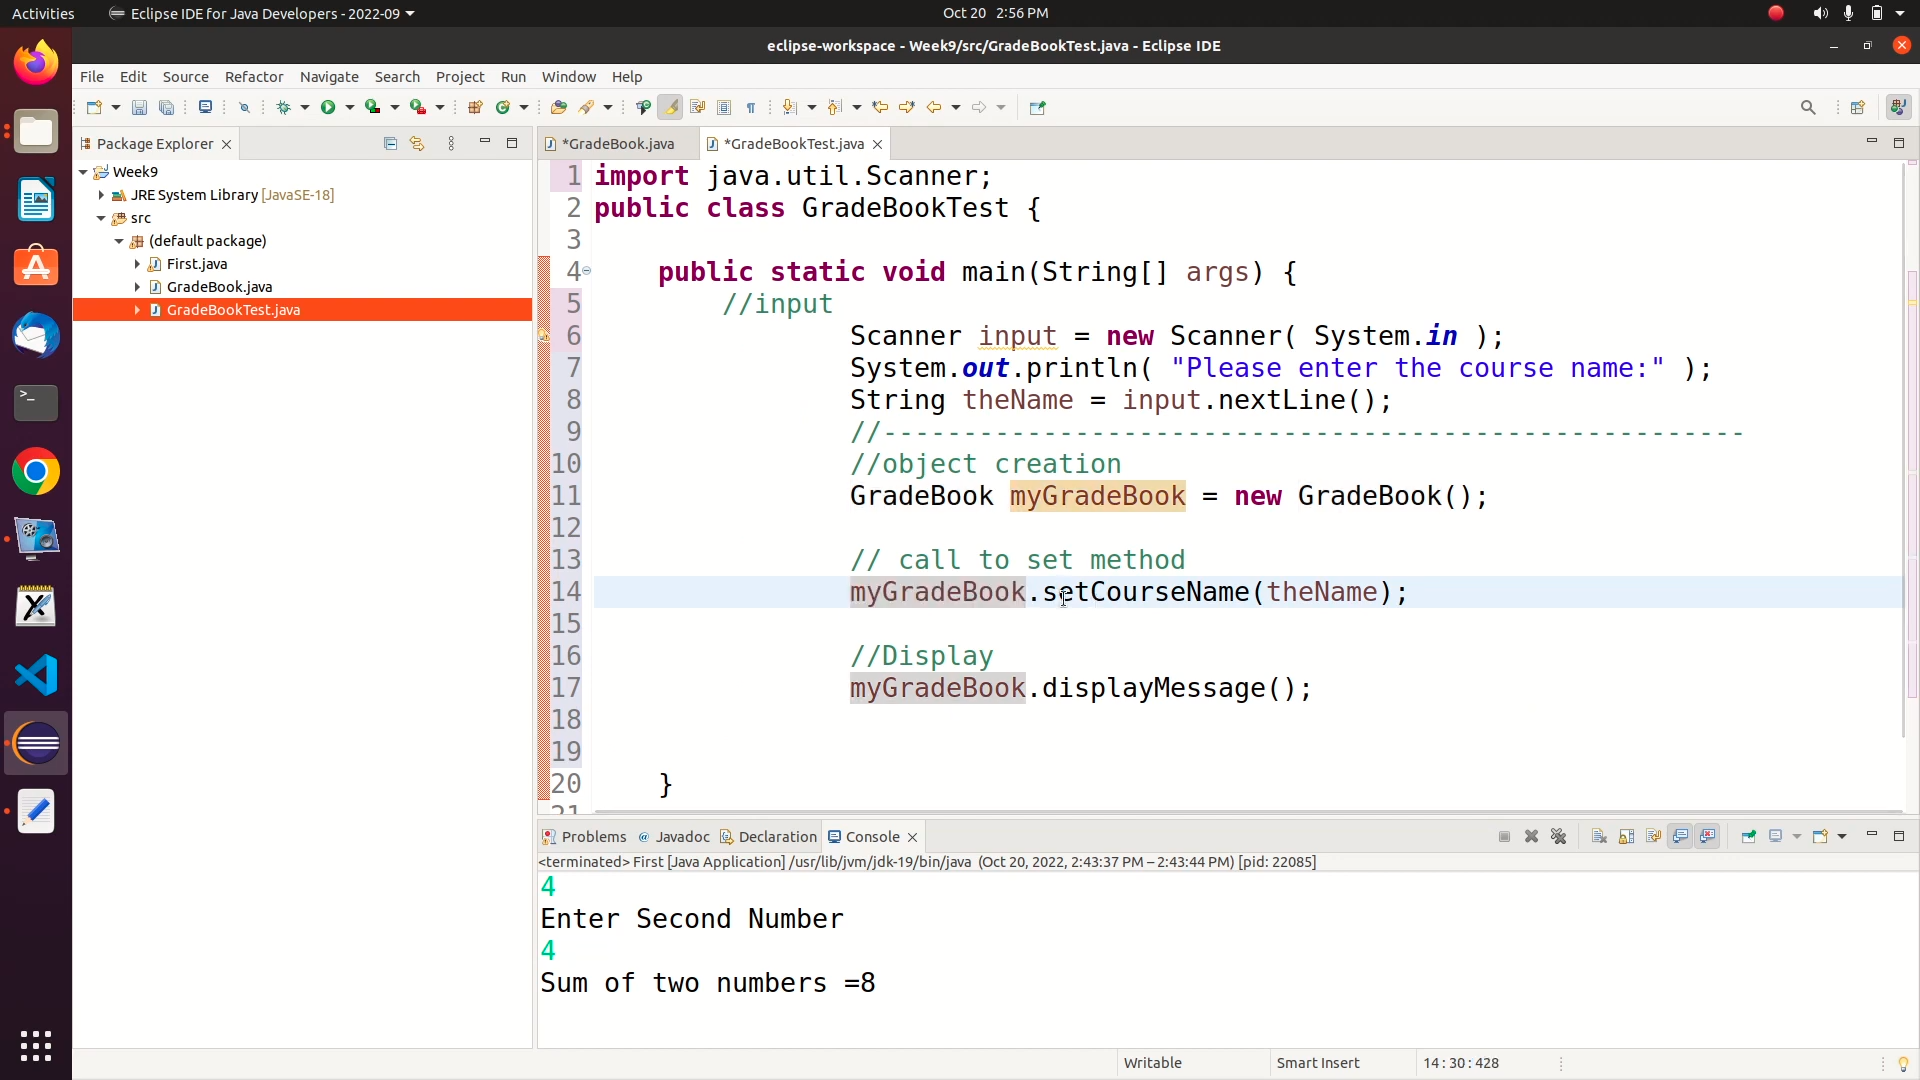 Activities Eclipse IDE for Java Developers - 2022-09 Oct 20 2:56 PM
eclipse-workspace - Week9/src/GradeBookTest.java - Eclipse IDE
File Edit Source Refactor Navigate Search Project Run Window Help
Package Explorer
Week9
JRE System Library [JavaSE-18]
src
(default package)
First.java
GradeBook.java
GradeBookTest.java
*GradeBook.java *GradeBookTest.java
1 import java.util.Scanner;
2 public class GradeBookTest {
3
4 public static void main(String[] args) {
5 //input
6 Scanner input = new Scanner( System.in );
7 System.out.println( "Please enter the course name:" );
8 String theName = input.nextLine();
9 //------------------------------------------------------
10 //object creation
11 GradeBook myGradeBook = new GradeBook();
12
13 // call to set method
14 myGradeBook.setCourseName(theName);
15
16 //Display
17 myGradeBook.displayMessage();
18
19
20 }
21
Problems @ Javadoc Declaration Console
<terminated> First [Java Application] /usr/lib/jvm/jdk-19/bin/java (Oct 20, 2022, 2:43:37 PM – 2:43:44 PM) [pid: 22085]
4
Enter Second Number
4
Sum of two numbers =8
Writable Smart Insert 14 : 30 : 428